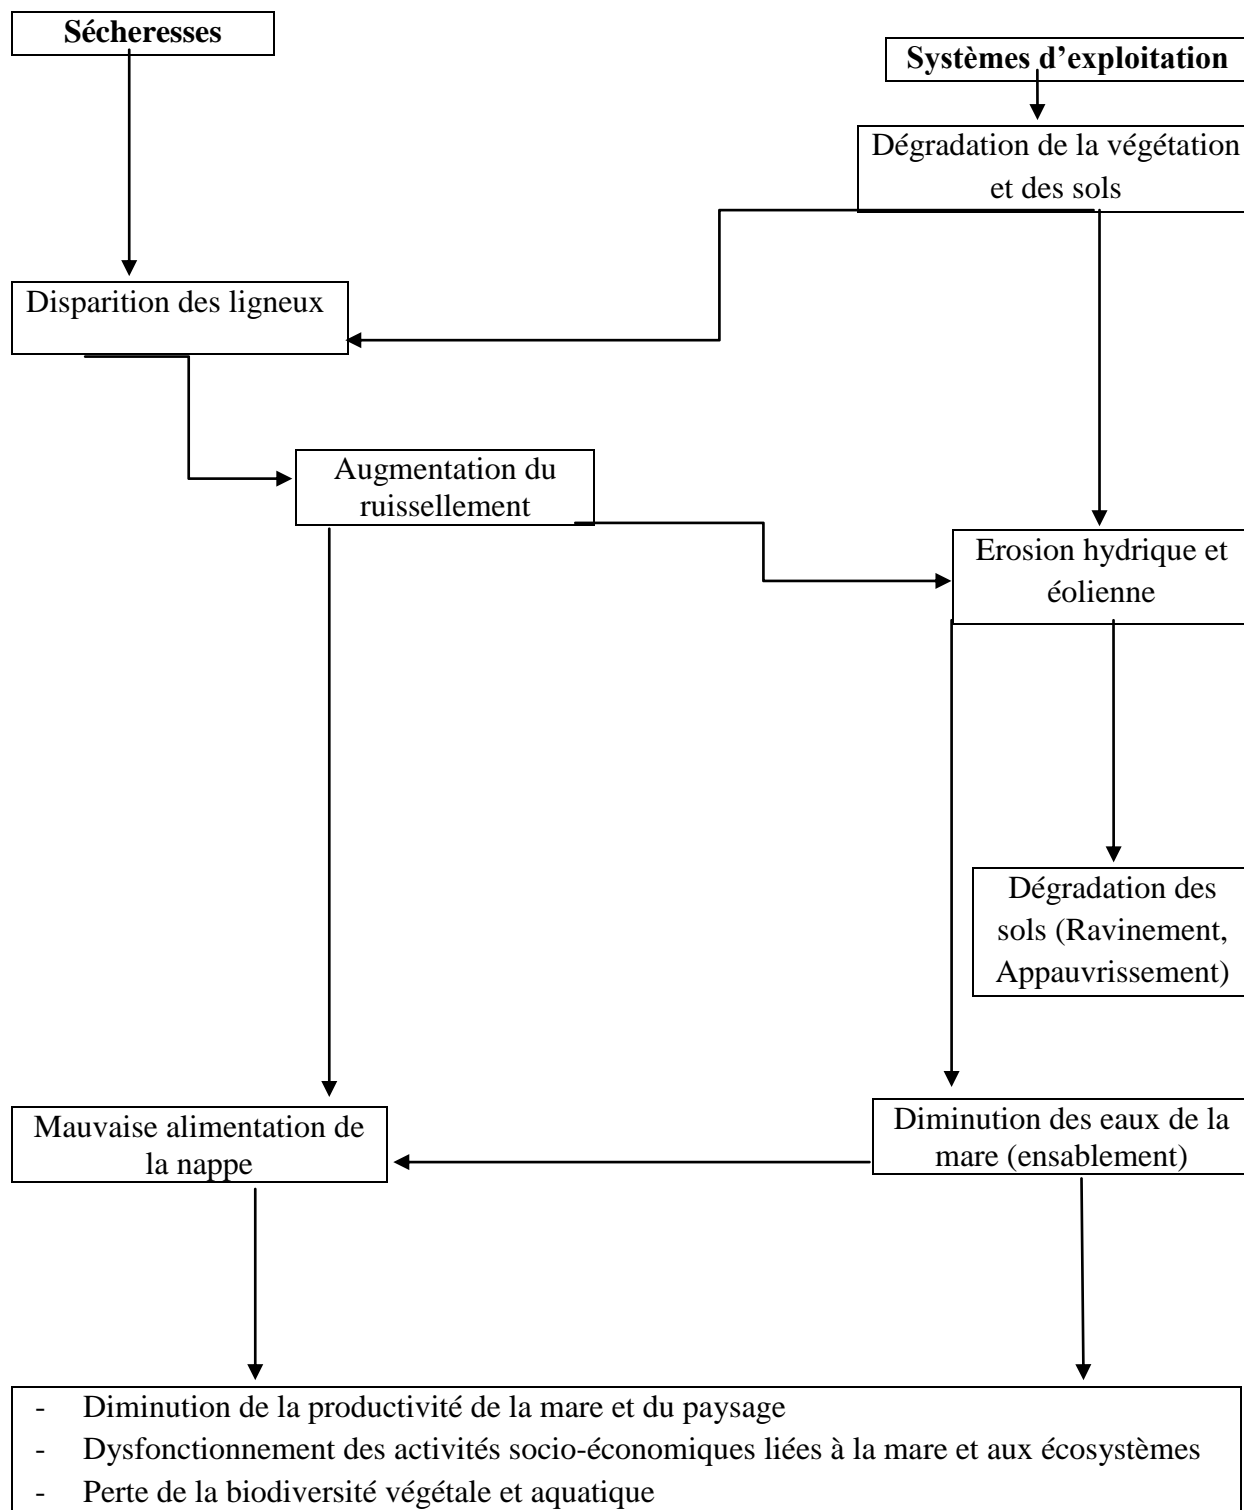 Sécheresses
Systèmes d'exploitation
Dégradation de la végétation
et des sols
Disparition des ligneux
Augmentation du
ruissellement
Erosion hydrique et
éolienne
Dégradation des
sols (Ravinement,
Appauvrissement)
Mauvaise alimentation de
la nappe
Diminution des eaux de la
mare (ensablement)
- Diminution de la productivité de la mare et du paysage
- Dysfonctionnement des activités socio-économiques liées à la mare et aux écosystèmes
- Perte de la biodiversité végétale et aquatique